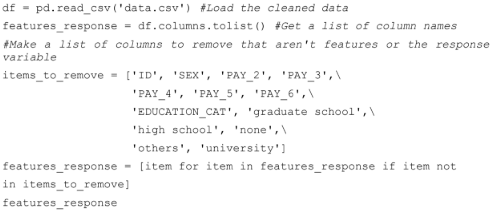 df = pd.read_csv('data.csv') #Load the cleaned data
features_response = df.columns.tolist() #Get a list of column names
#Make a list of columns to remove that aren't features or the response
variable
items_to_remove = ['ID', 'SEX', 'PAY_2', 'PAY_3',\
'PAY_4', 'PAY_5', 'PAY_6',\
'EDUCATION_CAT', 'graduate school',\
'high school', 'none',\
'others', 'university']
features_response = [item for item in features_response if item not
in items_to_remove]
features_response